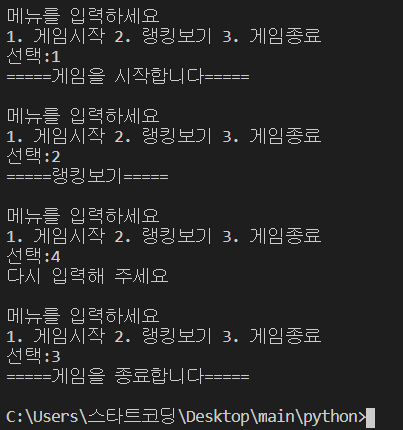 메뉴를 입력하세요
1. 게임시작 2. 랭킹보기 3. 게임종료
선택:1
=====게임을 시작합니다=====
메뉴를 입력하세요
1. 게임시작 2. 랭킹보기 3. 게임종료
선택:2
=====랭킹보기=====
메뉴를 입력하세요
1. 게임시작 2. 랭킹보기 3. 게임종료
선택:4
다시 입력해 주세요
메뉴를 입력하세요
1. 게임시작 2. 랭킹보기 3. 게임종료
선택:3
=====게임을 종료합니다=====
C:\Users\스타트코딩\Desktop\main\python>